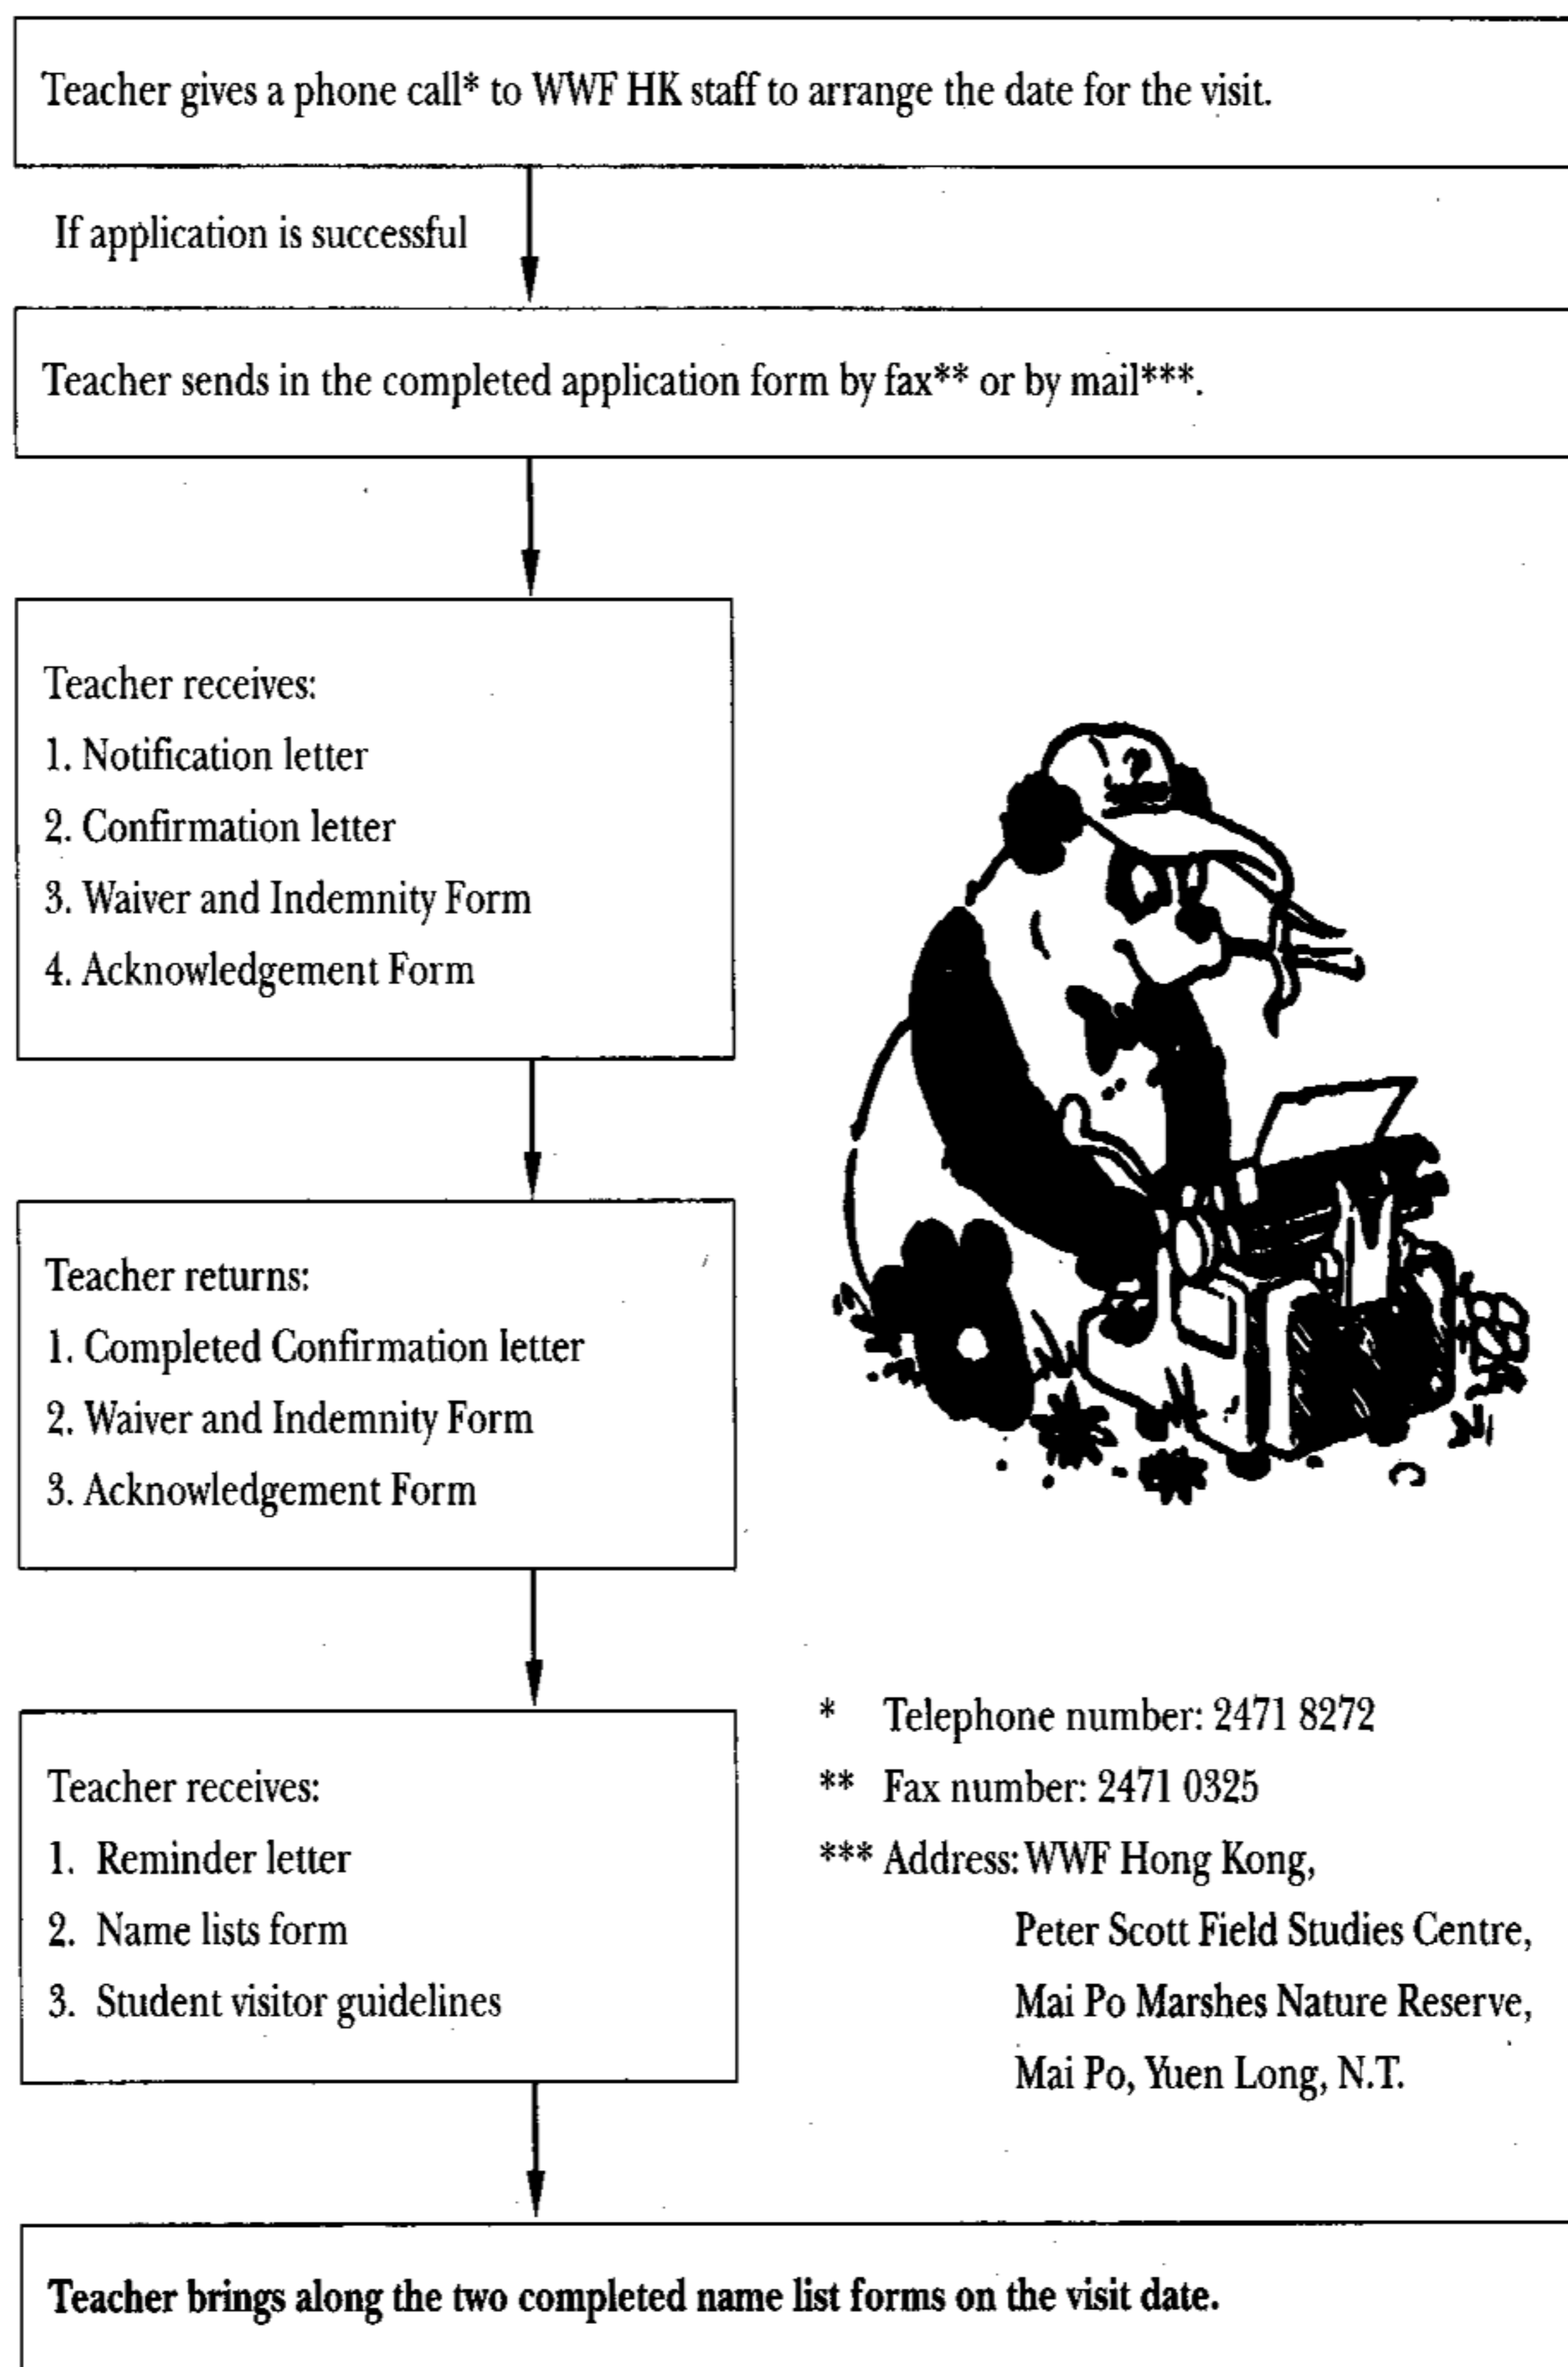 Teacher gives a phone call* to WWF HK staff to arrange the date for the visit.
If application is successful
Teacher sends in the completed application form by fax** or by mail***.
Teacher receives:
1. Notification letter
2. Confirmation letter
3. Waiver and Indemnity Form
4. Acknowledgement Form
Teacher returns:
1. Completed Confirmation letter
2. Waiver and Indemnity Form
3. Acknowledgement Form
Teacher receives:
1. Reminder letter
2. Name lists form
3. Student visitor guidelines
* Telephone number: 2471 8272
** Fax number: 2471 0325
*** Address: WWF Hong Kong,
Peter Scott Field Studies Centre,
Mai Po Marshes Nature Reserve,
Mai Po, Yuen Long, N.T.
Teacher brings along the two completed name list forms on the visit date.